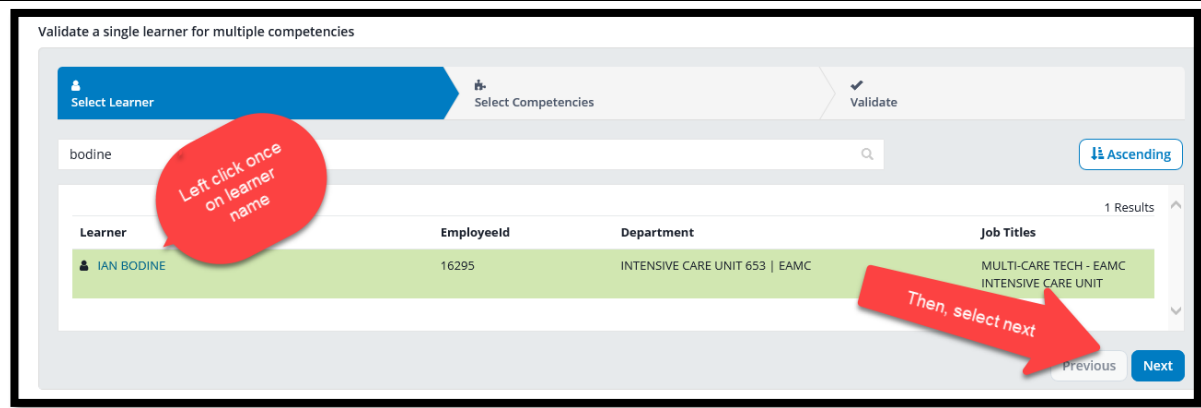 Validate a single learner for multiple competencies
Select Learner
Select Competencies
Validate
bodine
Ascending
Left click once
on learner
name
1 Results
Learner EmployeeId Department Job Titles
IAN BODINE 16295 INTENSIVE CARE UNIT 653 | EAMC MULTI-CARE TECH - EAMC
INTENSIVE CARE UNIT
Then, select next
Previous Next